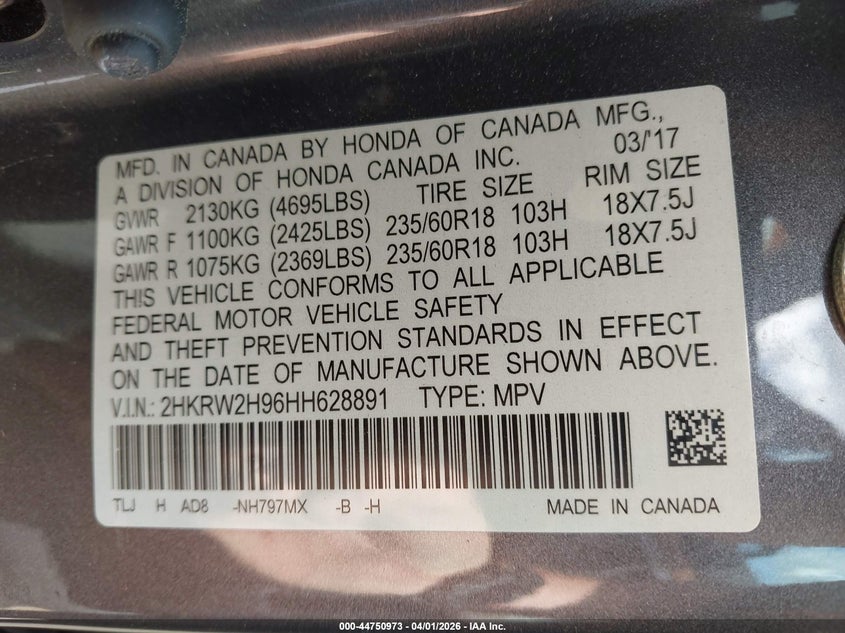 MFD. IN CANADA BY HONDA OF CANADA MFG.,
A DIVISION OF HONDA CANADA INC. 03/'17
GVWR 2130KG (4695LBS) TIRE SIZE RIM SIZE
GAWR F 1100KG (2425LBS) 235/60R18 103H 18X7.5J
GAWR R 1075KG (2369LBS) 235/60R18 103H 18X7.5J
THIS VEHICLE CONFORMS TO ALL APPLICABLE
FEDERAL MOTOR VEHICLE SAFETY
AND THEFT PREVENTION STANDARDS IN EFFECT
ON THE DATE OF MANUFACTURE SHOWN ABOVE.
V.I.N.: 2HKRW2H96HH628891 TYPE: MPV
TLJ H AD8 -NH797MX -B -H MADE IN CANADA
000-44750973 - 04/01/2026 - IAA Inc.